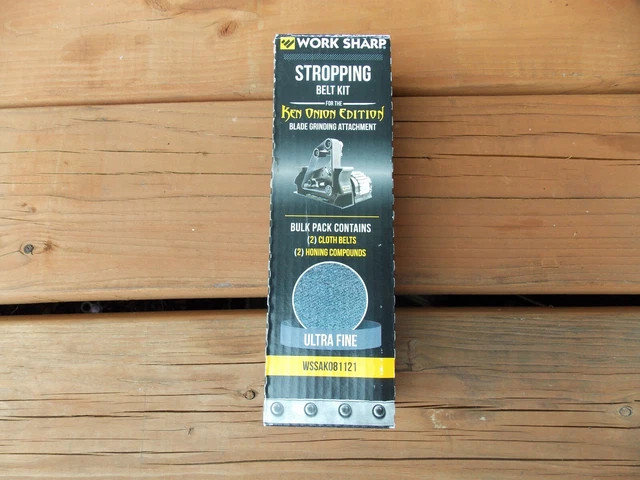 WORK SHARP
STROPPING
BELT KIT
FOR THE
KEN ONION EDITION
BLADE GRINDING ATTACHMENT
BULK PACK CONTAINS
(2) CLOTH BELTS
(2) HONING COMPOUNDS
ULTRA FINE
WSSAK081121